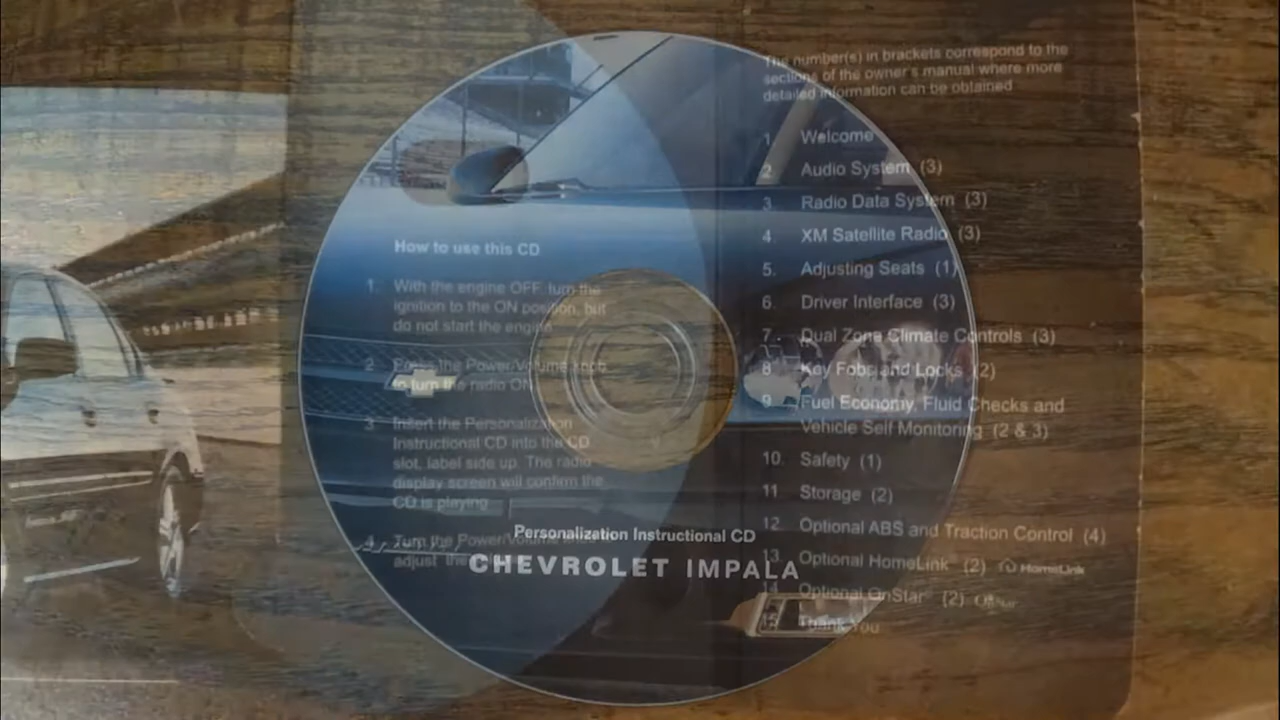 The number(s) in brackets correspond to the
sections of the owner's manual where more
detailed information can be obtained
1. Welcome
2. Audio System (3)
3. Radio Data System (3)
4. XM Satellite Radio (3)
5. Adjusting Seats (1)
6. Driver Interface (3)
7. Dual Zone Climate Controls (3)
8. Key Fobs and Locks (2)
9. Fuel Economy, Fluid Checks and
Vehicle Self Monitoring (2 & 3)
10. Safety (1)
11. Storage (2)
12. Optional ABS and Traction Control (4)
13. Optional HomeLink (2) HomeLink
14. Optional OnStar (2) OnStar
15. Thank You
How to use this CD
1. With the engine OFF, turn the
ignition to the ON position, but
do not start the engine
2. Press the Power/Volume knob
to turn the radio ON
3. Insert the Personalization
Instructional CD into the CD
slot, label side up. The radio
display screen will confirm the
CD is playing
4. Turn the Power/Volume
adjust the
Personalization Instructional CD
CHEVROLET IMPALA